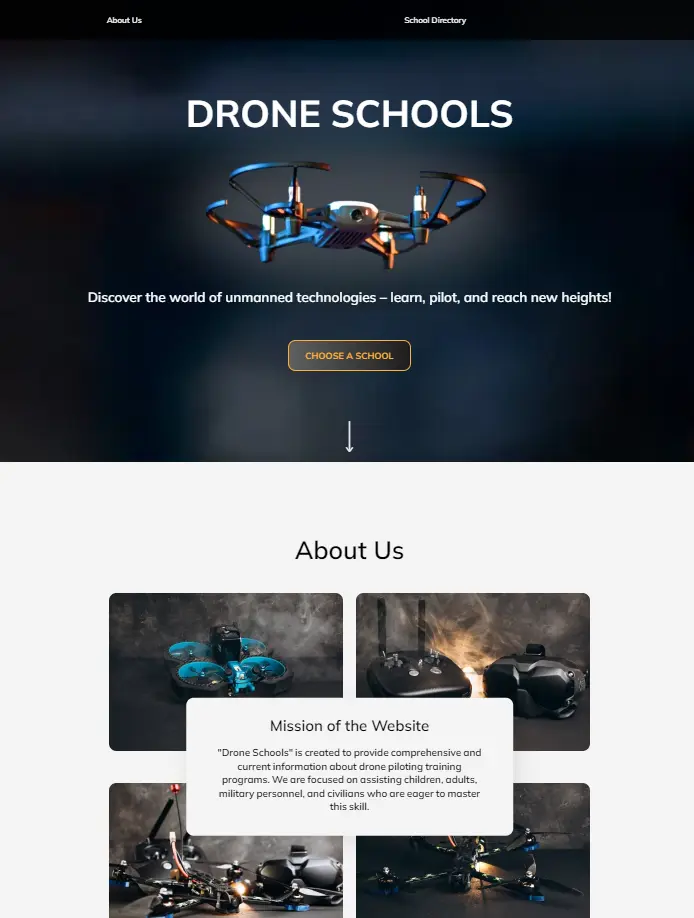 About Us
School Directory
DRONE SCHOOLS
Discover the world of unmanned technologies – learn, pilot, and reach new heights!
CHOOSE A SCHOOL
About Us
Mission of the Website
"Drone Schools" is created to provide comprehensive and
current information about drone piloting training
programs. We are focused on assisting children, adults,
military personnel, and civilians who are eager to master
this skill.